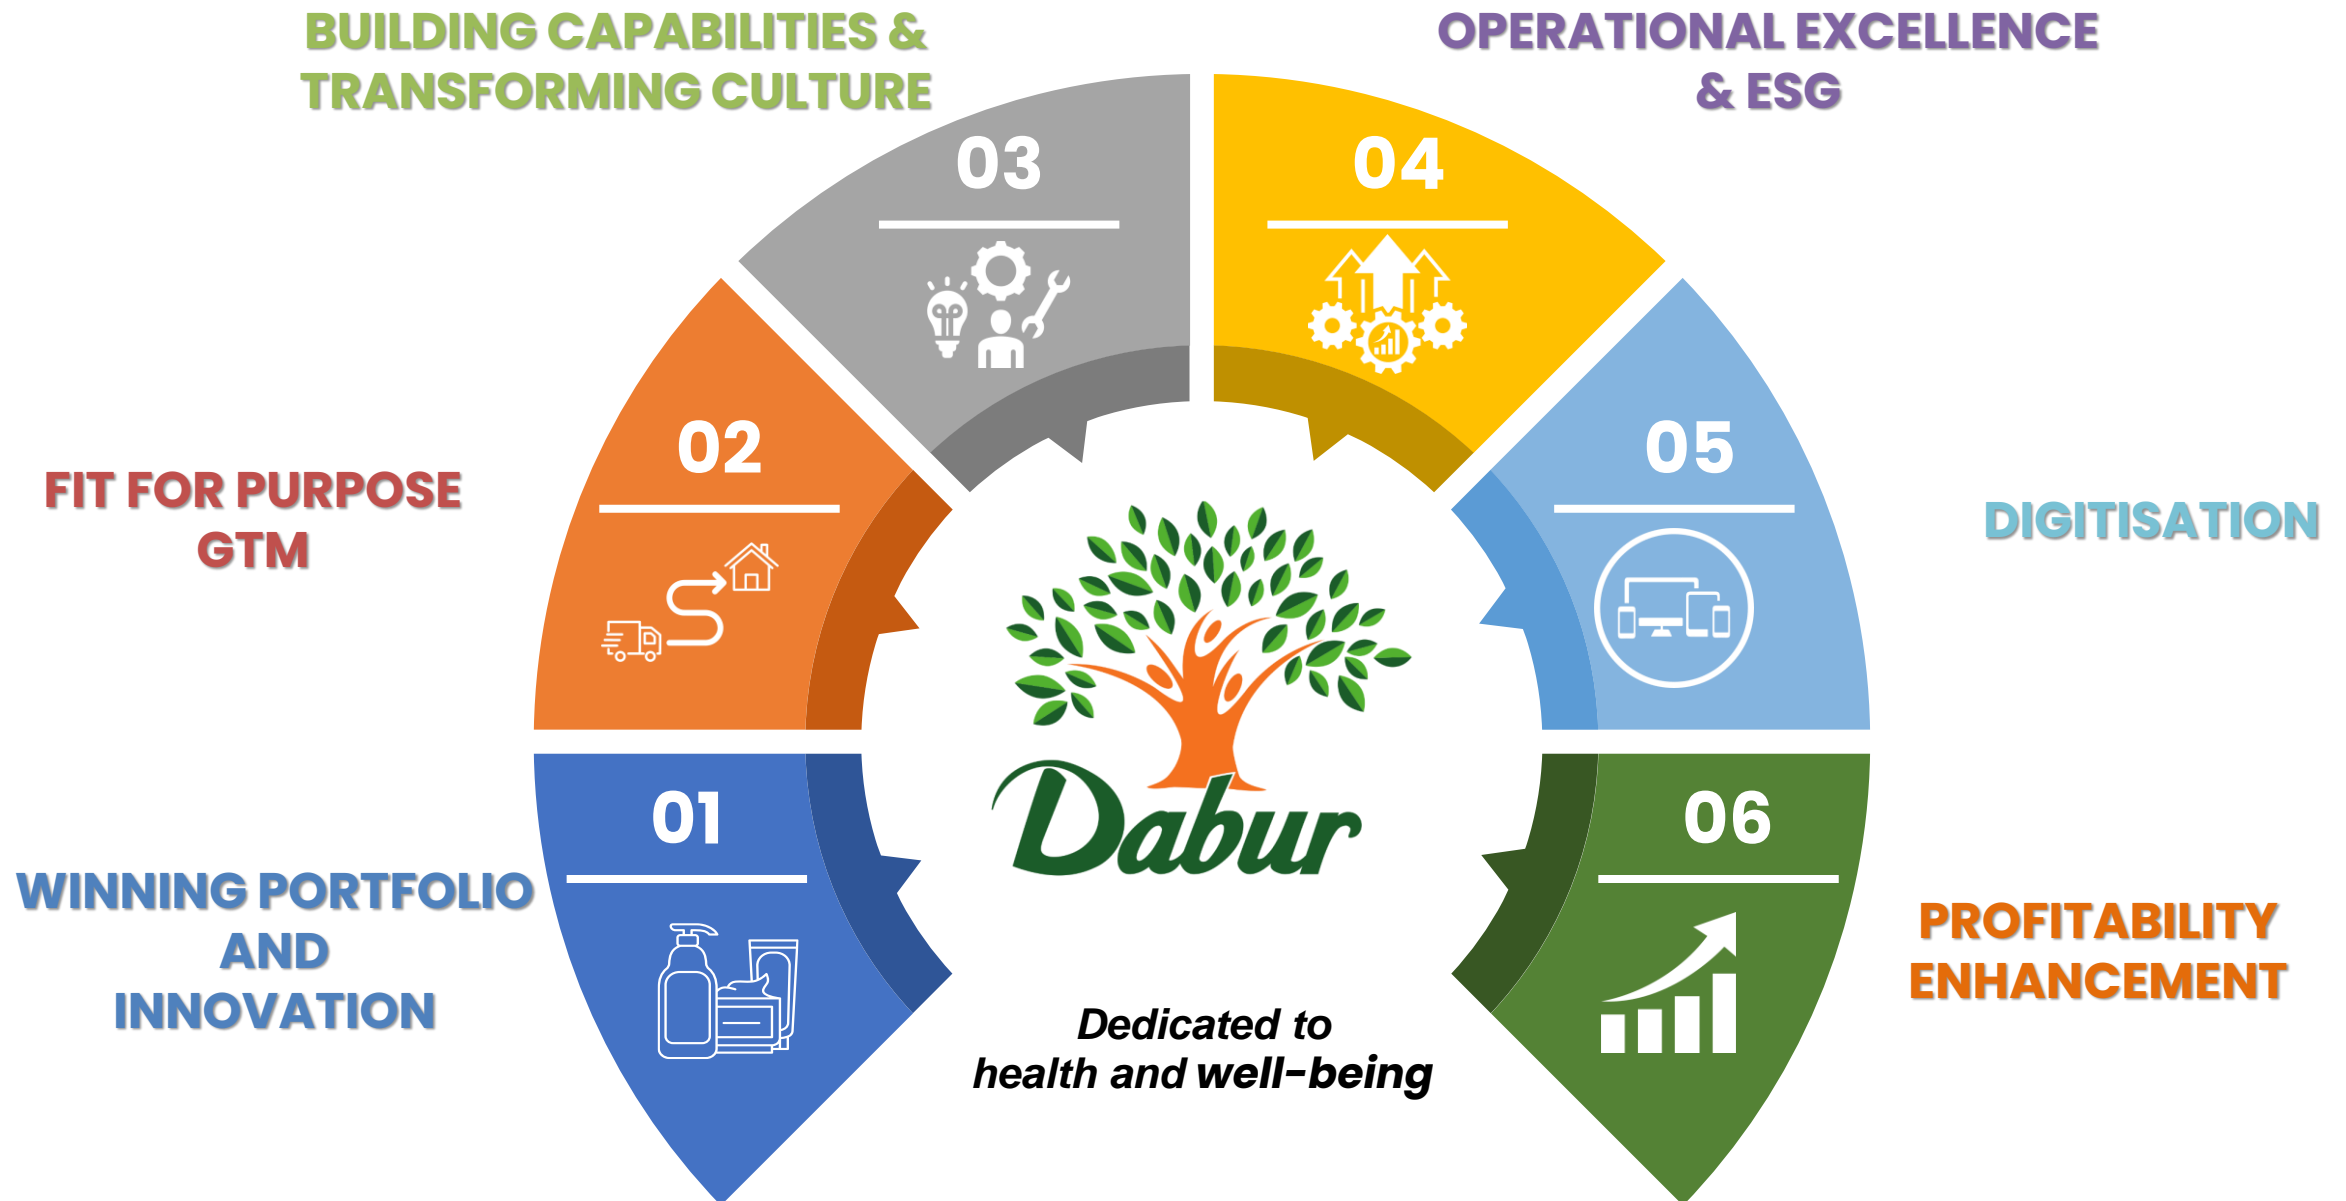 BUILDING CAPABILITIES &
TRANSFORMING CULTURE
OPERATIONAL EXCELLENCE
& ESG
03
04
02
05
FIT FOR PURPOSE
GTM
DIGITISATION
01
06
WINNING PORTFOLIO
AND
INNOVATION
PROFITABILITY
ENHANCEMENT
Dabur
Dedicated to
health and well-being